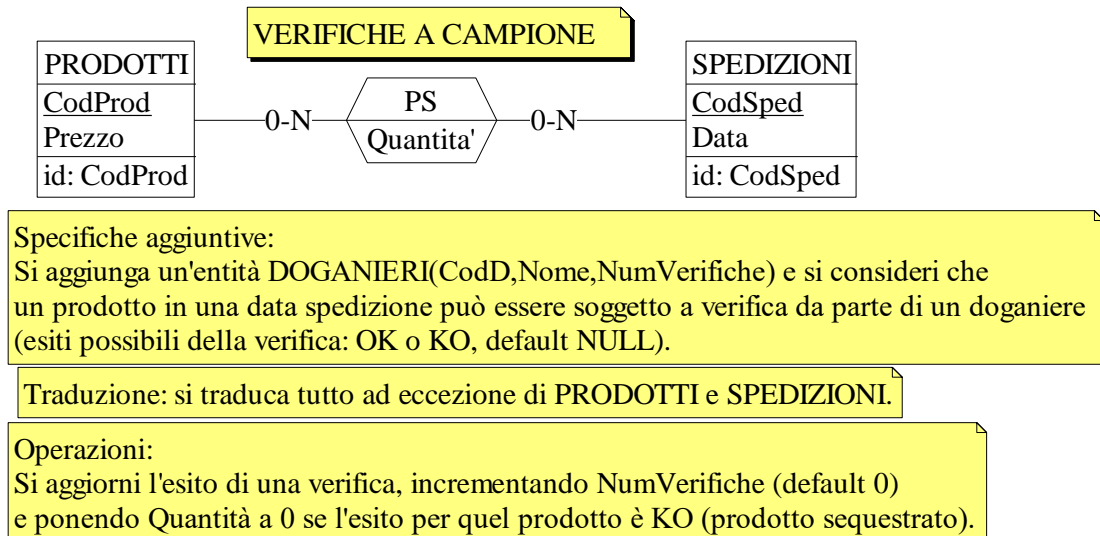 VERIFICHE A CAMPIONE
PRODOTTI
CodProd
Prezzo
id: CodProd
0-N
PS
Quantita'
0-N
SPEDIZIONI
CodSped
Data
id: CodSped
Specifiche aggiuntive:
Si aggiunga un'entità DOGANIERI(CodD,Nome,NumVerifiche) e si consideri che
un prodotto in una data spedizione può essere soggetto a verifica da parte di un doganiere
(esiti possibili della verifica: OK o KO, default NULL).
Traduzione: si traduca tutto ad eccezione di PRODOTTI e SPEDIZIONI.
Operazioni:
Si aggiorni l'esito di una verifica, incrementando NumVerifiche (default 0)
e ponendo Quantità a 0 se l'esito per quel prodotto è KO (prodotto sequestrato).